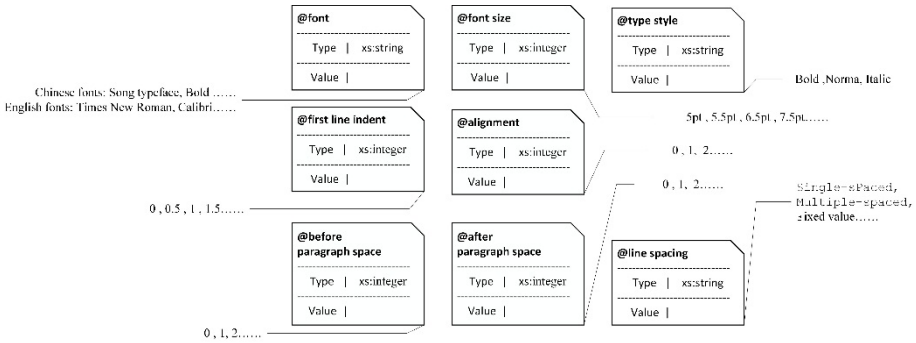 @font
Type | xs:string
Value |
@font size
Type | xs:integer
Value |
@type style
Type | xs:string
Value |
Bold ,Norma, Italic
Chinese fonts: Song typeface, Bold ……
English fonts: Times New Roman, Calibri……
5pt , 5.5pt , 6.5pt , 7.5pt……
@first line indent
Type | xs:integer
Value |
@alignment
Type | xs:integer
Value |
0 , 1, 2……
0 , 1, 2……
0 , 0.5 , 1 , 1.5……
Single-sPaced,
Multiple-spaced,
Fixed value……
@before
paragraph space
Type | xs:integer
Value |
@after
paragraph space
Type | xs:integer
Value |
@line spacing
Type | xs:string
Value |
0 , 1, 2……